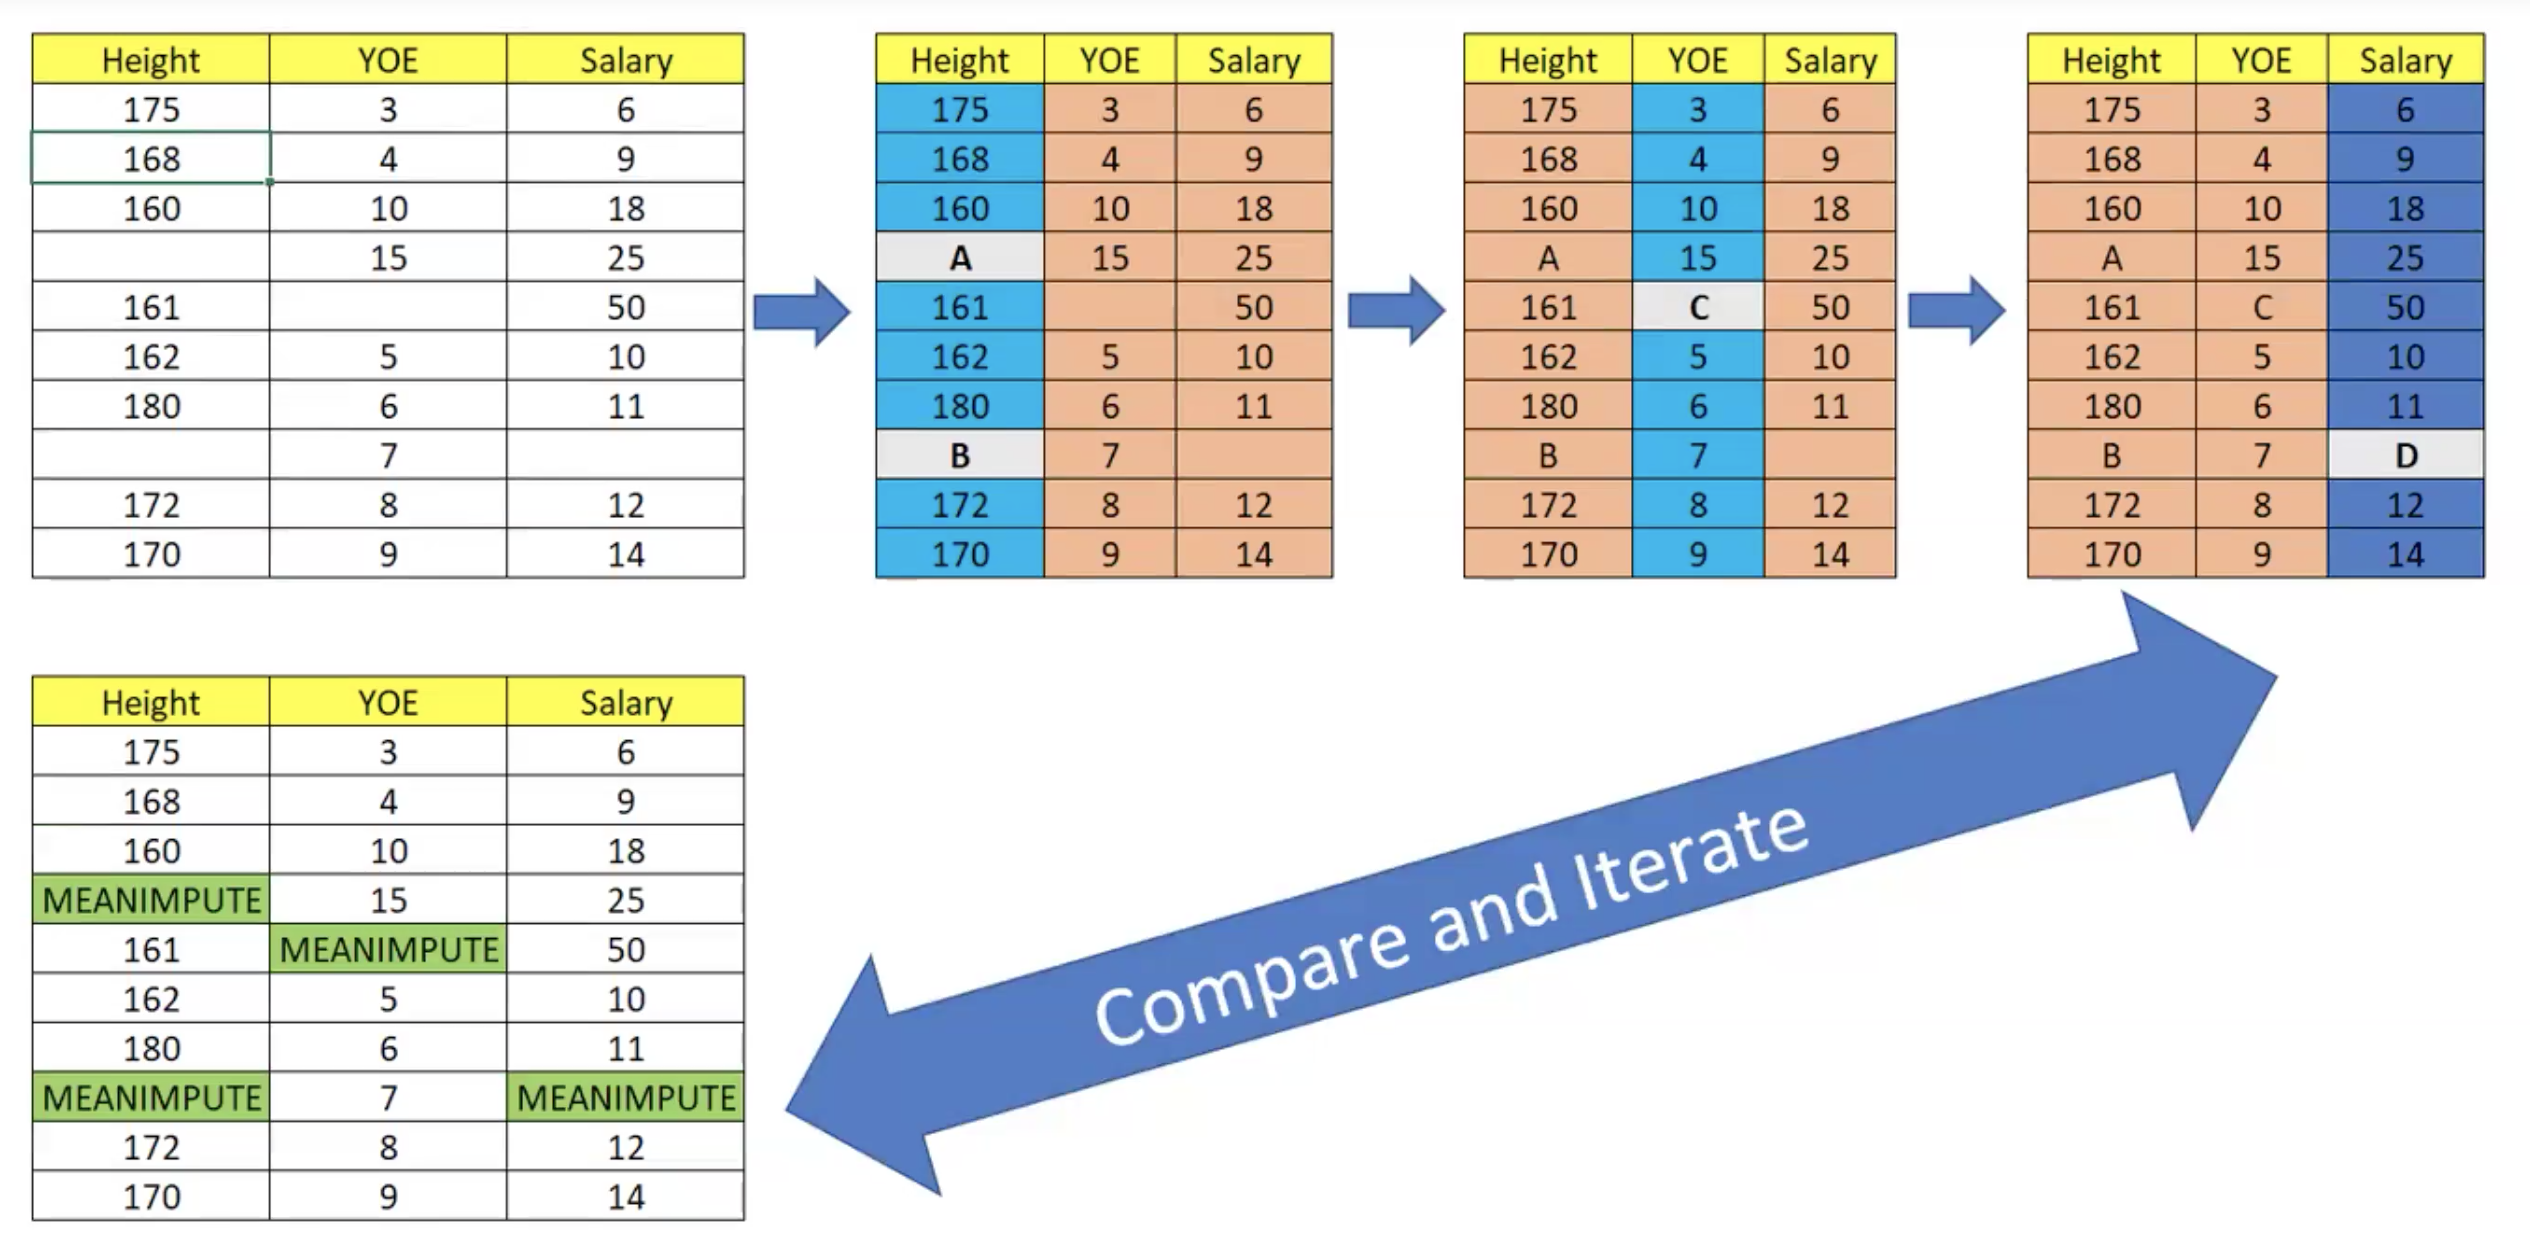 Height YOE Salary
175 3 6
168 4 9
160 10 18
15 25
161 50
162 5 10
180 6 11
7
172 8 12
170 9 14
Height YOE Salary
175 3 6
168 4 9
160 10 18
A 15 25
161 50
162 5 10
180 6 11
B 7
172 8 12
170 9 14
Height YOE Salary
175 3 6
168 4 9
160 10 18
A 15 25
161 C 50
162 5 10
180 6 11
B 7
172 8 12
170 9 14
Height YOE Salary
175 3 6
168 4 9
160 10 18
A 15 25
161 C 50
162 5 10
180 6 11
B 7 D
172 8 12
170 9 14
Height YOE Salary
175 3 6
168 4 9
160 10 18
MEANIMPUTE 15 25
161 MEANIMPUTE 50
162 5 10
180 6 11
MEANIMPUTE 7 MEANIMPUTE
172 8 12
170 9 14
Compare and Iterate